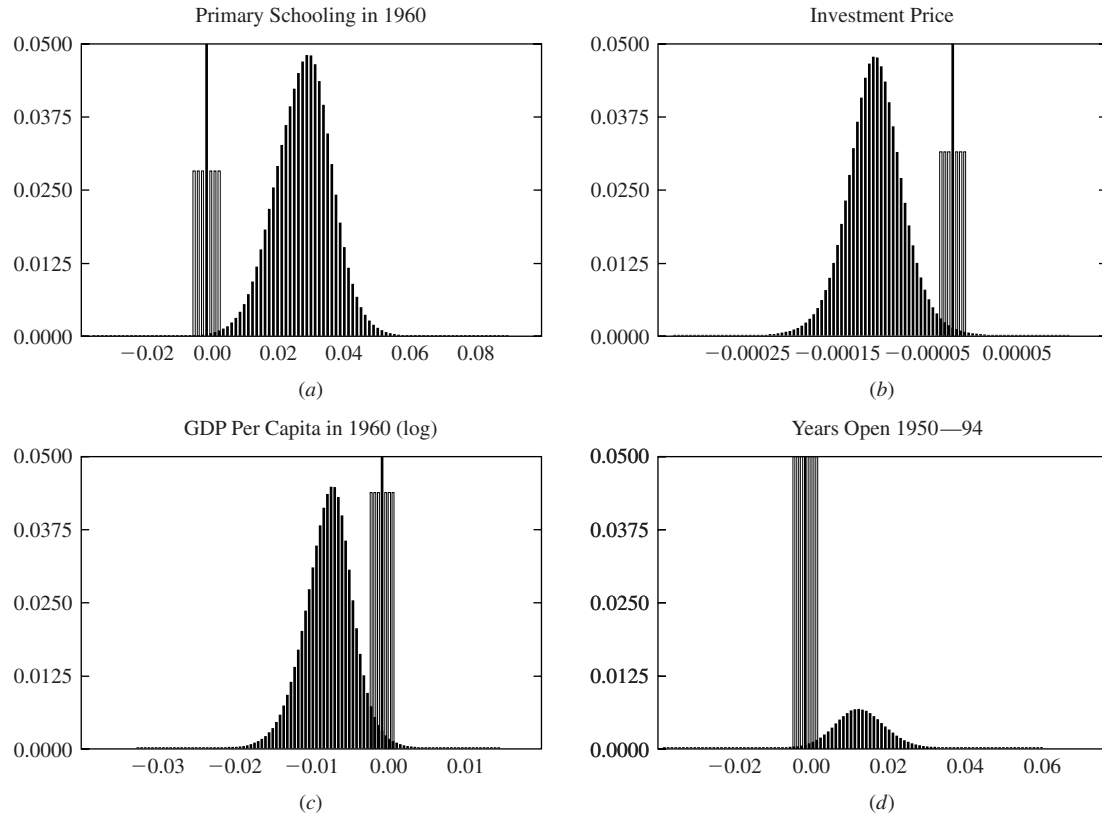 Primary Schooling in 1960
0.0500
0.0375
0.0250
0.0125
0.0000
−0.02 0.00 0.02 0.04 0.06 0.08
(a)
Investment Price
0.0500
0.0375
0.0250
0.0125
0.0000
−0.00025 −0.00015 −0.00005 0.00005
(b)
GDP Per Capita in 1960 (log)
0.0500
0.0375
0.0250
0.0125
0.0000
−0.03 −0.02 −0.01 0.00 0.01
(c)
Years Open 1950—94
0.0500
0.0375
0.0250
0.0125
0.0000
−0.02 0.00 0.02 0.04 0.06
(d)